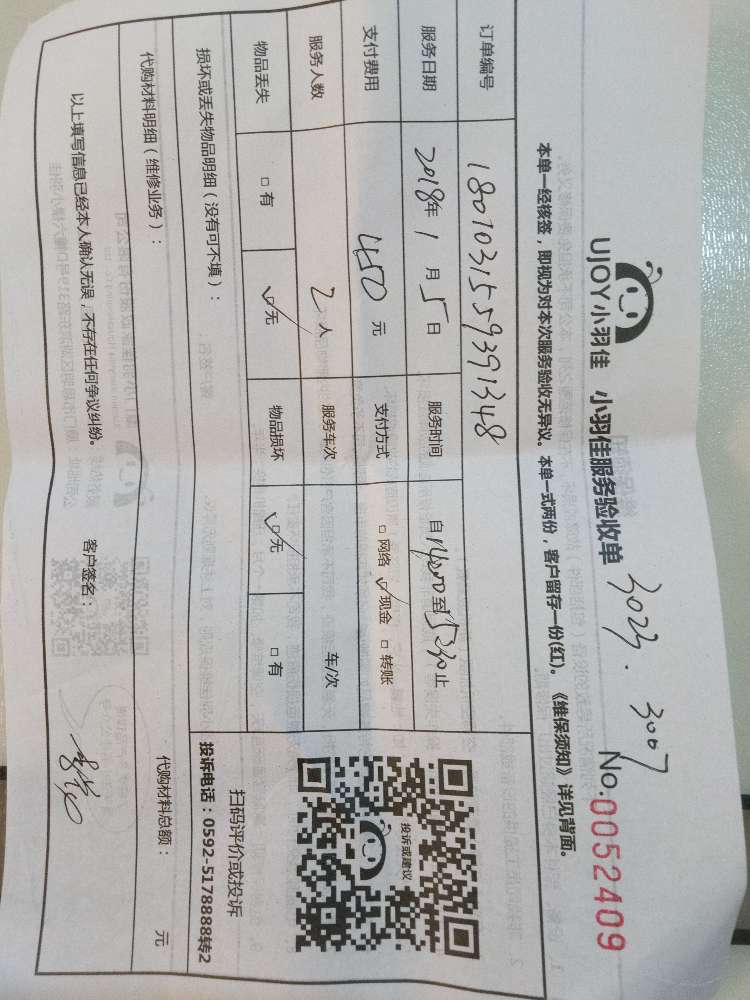 UJOY小羽佳 小羽佳服务验收单
3023. 3007
No.0052409
本单一经核签，即视为对本次服务验收无异议。本单一式两份，客户留存一份(红)。《维保须知》详见背面。
订单编号 1801031559391348
服务日期 2018年 1 月 5 日 服务时间 自14:00至15:30止
支付费用 450 元 支付方式 □网络 ☑现金 □转账
服务人数 2 人 服务车次 车/次
物品丢失 □有 ☑无 物品损坏 ☑无 □有
投诉或建议
扫码评价或投诉
投诉电话：0592-5178888转2
损坏或丢失物品明细（没有可不填）：
代购材料明细（维修业务）： 代购材料总额： 元
以上填写信息已经本人确认无误，不存在任何争议纠纷。 客户签名：